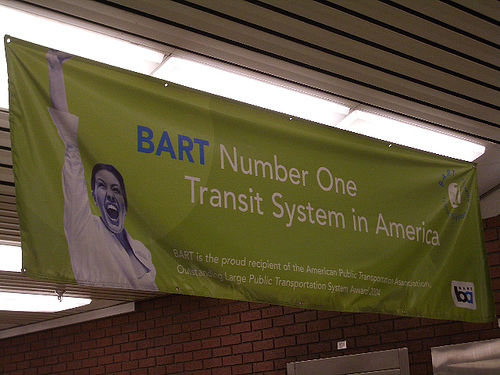 BART Number One
Transit System in America
BART is the proud recipient of the American Public Transportation Association's
Outstanding Large Public Transportation System Award 2004